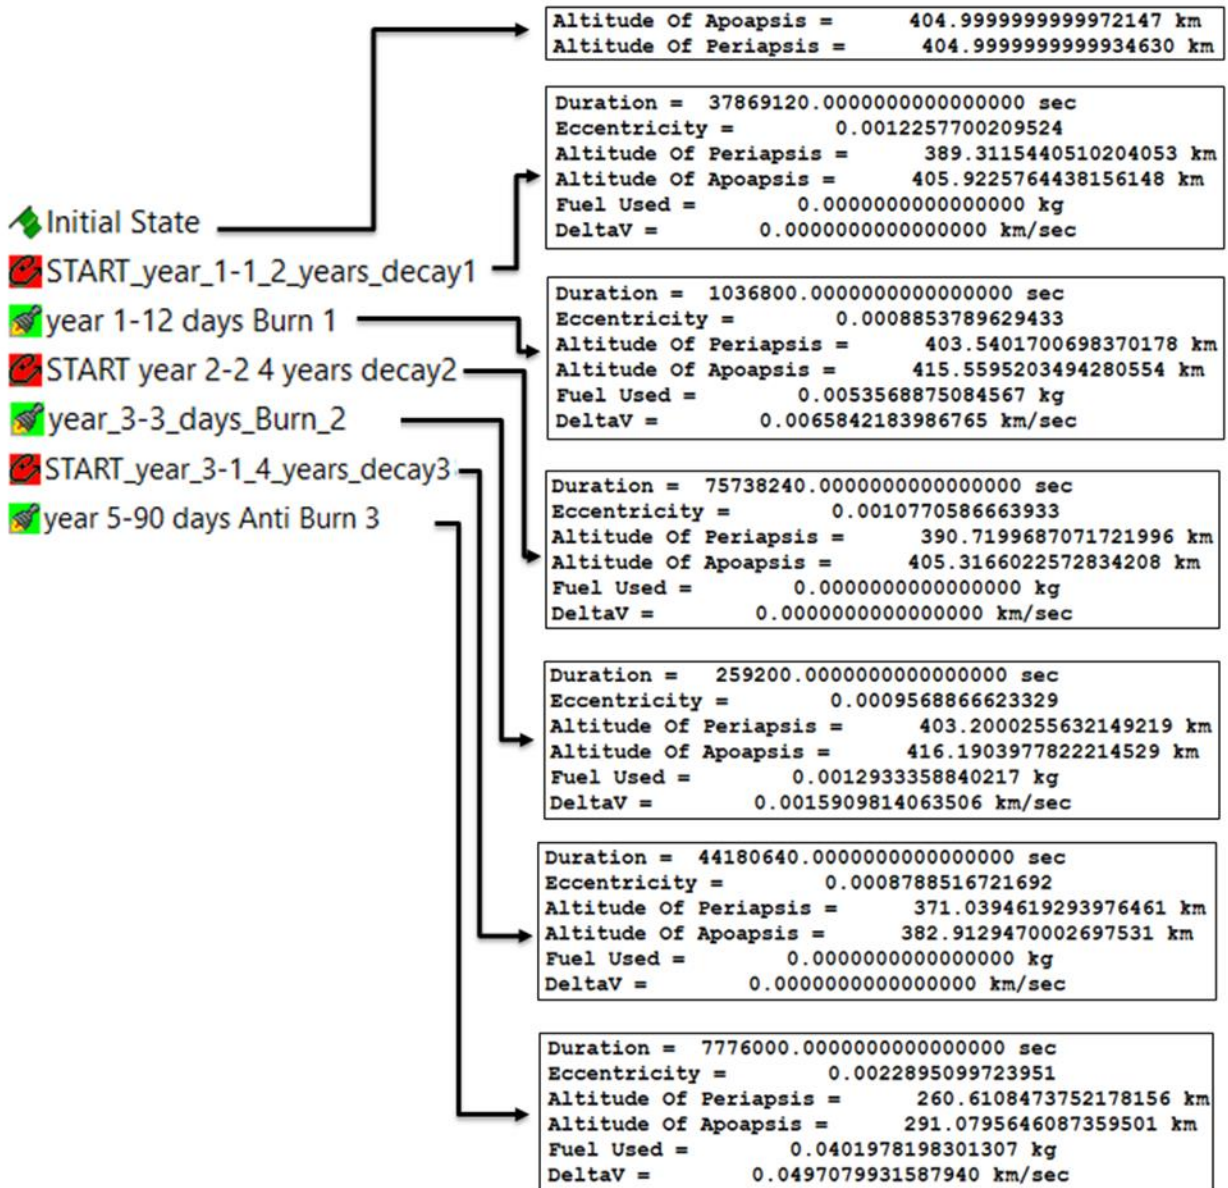 Altitude Of Apoapsis = 404.9999999999972147 km
Altitude Of Periapsis = 404.9999999999934630 km
Duration = 37869120.0000000000000000 sec
Eccentricity = 0.0012257700209524
Altitude Of Periapsis = 389.3115440510204053 km
Altitude Of Apoapsis = 405.9225764438156148 km
Fuel Used = 0.0000000000000000 kg
DeltaV = 0.0000000000000000 km/sec
Initial State
START_year_1-1_2_years_decay1
year 1-12 days Burn 1
START year 2-2 4 years decay2
year_3-3_days_Burn_2
START_year_3-1_4_years_decay3
year 5-90 days Anti Burn 3
Duration = 1036800.0000000000000000 sec
Eccentricity = 0.0008853789629433
Altitude Of Periapsis = 403.5401700698370178 km
Altitude Of Apoapsis = 415.5595203494280554 km
Fuel Used = 0.0053568875084567 kg
DeltaV = 0.0065842183986765 km/sec
Duration = 75738240.0000000000000000 sec
Eccentricity = 0.0010770586663933
Altitude Of Periapsis = 390.7199687071721996 km
Altitude Of Apoapsis = 405.3166022572834208 km
Fuel Used = 0.0000000000000000 kg
DeltaV = 0.0000000000000000 km/sec
Duration = 259200.0000000000000000 sec
Eccentricity = 0.0009568866623329
Altitude Of Periapsis = 403.2000255632149219 km
Altitude Of Apoapsis = 416.1903977822214529 km
Fuel Used = 0.0012933358840217 kg
DeltaV = 0.0015909814063506 km/sec
Duration = 44180640.0000000000000000 sec
Eccentricity = 0.0008788516721692
Altitude Of Periapsis = 371.0394619293976461 km
Altitude Of Apoapsis = 382.9129470002697531 km
Fuel Used = 0.0000000000000000 kg
DeltaV = 0.0000000000000000 km/sec
Duration = 7776000.0000000000000000 sec
Eccentricity = 0.0022895099723951
Altitude Of Periapsis = 260.6108473752178156 km
Altitude Of Apoapsis = 291.0795646087359501 km
Fuel Used = 0.0401978198301307 kg
DeltaV = 0.0497079931587940 km/sec